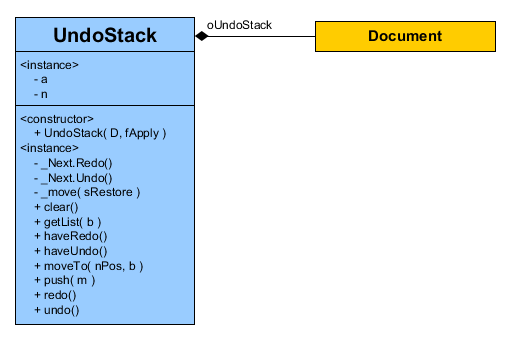 UndoStack
oUndoStack
Document
<instance>
- a
- n
<constructor>
+ UndoStack( D, fApply )
<instance>
- _Next.Redo()
- _Next.Undo()
- _move( sRestore )
+ clear()
+ getList( b )
+ haveRedo()
+ haveUndo()
+ moveTo( nPos, b )
+ push( m )
+ redo()
+ undo()